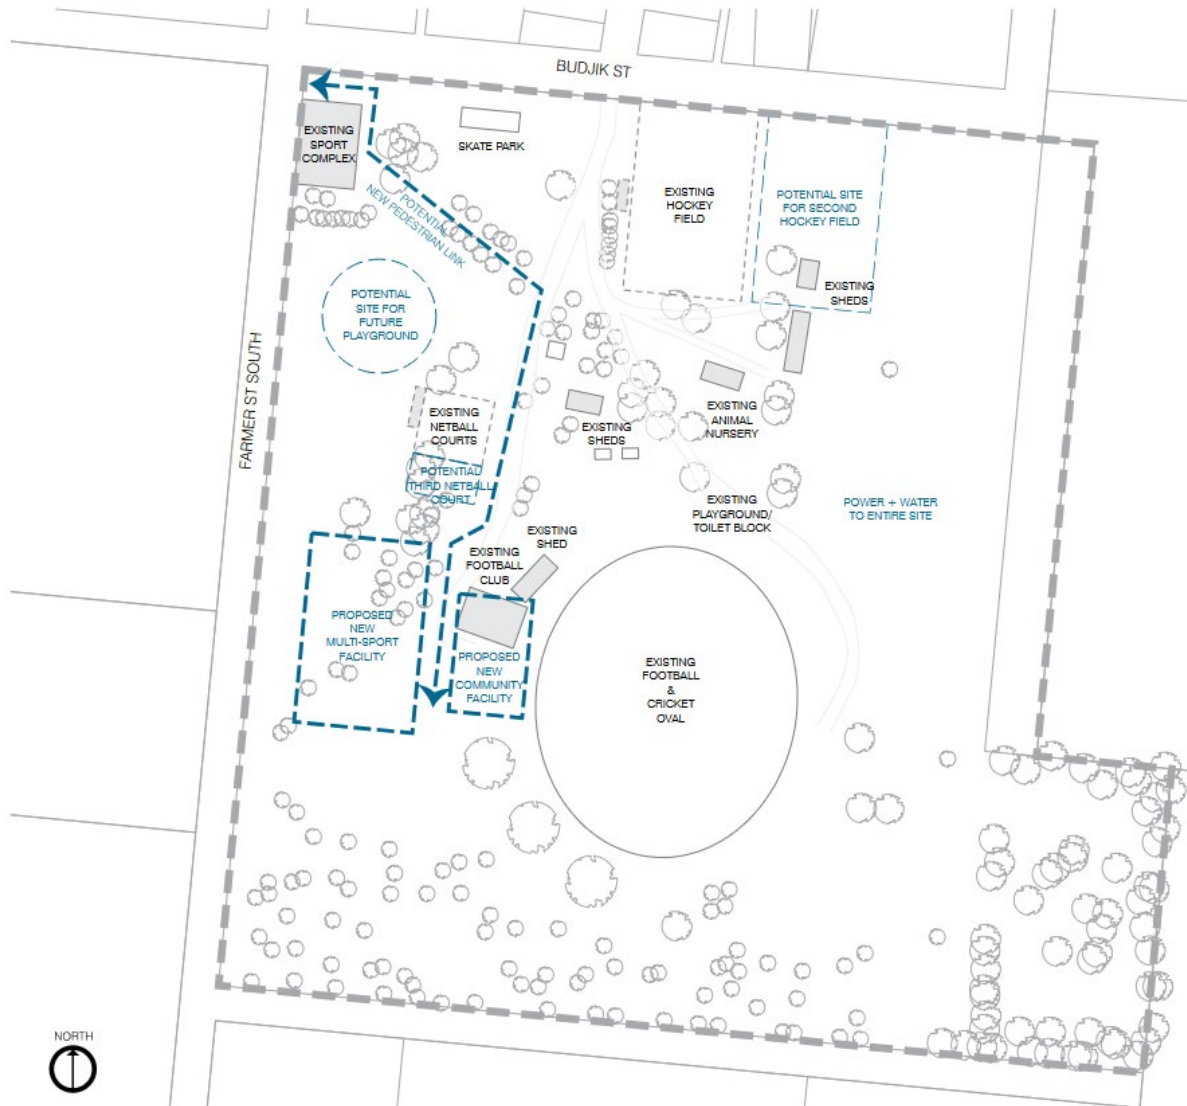 BUDJIK ST
EXISTING
SPORT
COMPLEX
SKATE PARK
EXISTING
HOCKEY
FIELD
POTENTIAL SITE
FOR SECOND
HOCKEY FIELD
POTENTIAL
NEW PEDESTRIAN LINK
EXISTING
SHEDS
POTENTIAL
SITE FOR
FUTURE
PLAYGROUND
FARMER ST SOUTH
EXISTING
NETBALL
COURTS
EXISTING
SHEDS
EXISTING
ANIMAL
NURSERY
POTENTIAL
THIRD NETBALL
COURT
EXISTING
PLAYGROUND/
TOILET BLOCK
POWER + WATER
TO ENTIRE SITE
EXISTING
SHED
EXISTING
FOOTBALL
CLUB
PROPOSED
NEW
MULTI-SPORT
FACILITY
PROPOSED
NEW
COMMUNITY
FACILITY
EXISTING
FOOTBALL
&
CRICKET
OVAL
NORTH